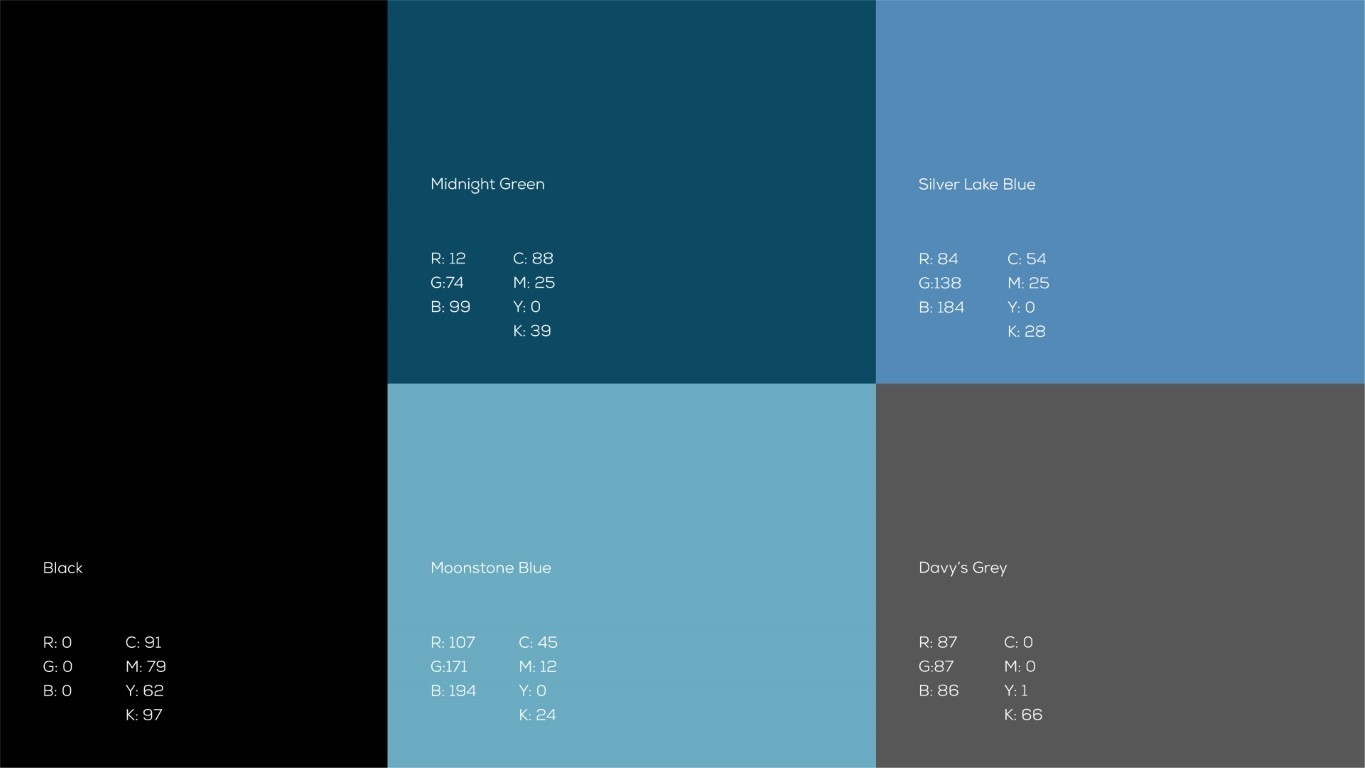 Midnight Green
R: 12 C: 88
G:74 M: 25
B: 99 Y: 0
K: 39
Silver Lake Blue
R: 84 C: 54
G:138 M: 25
B: 184 Y: 0
K: 28
Black
R: 0 C: 91
G: 0 M: 79
B: 0 Y: 62
K: 97
Moonstone Blue
R: 107 C: 45
G:171 M: 12
B: 194 Y: 0
K: 24
Davy's Grey
R: 87 C: 0
G:87 M: 0
B: 86 Y: 1
K: 66